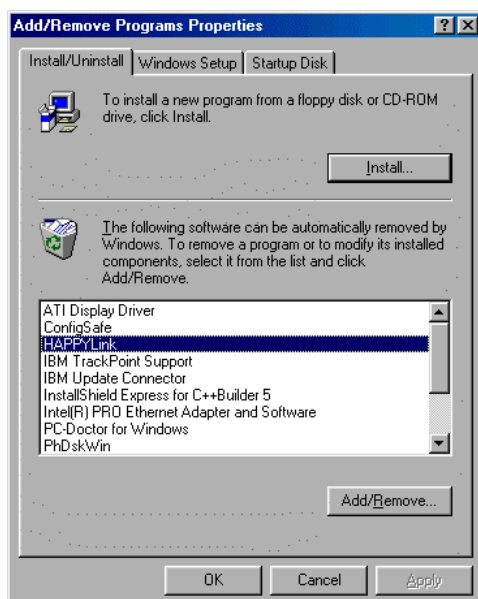 Add/Remove Programs Properties
Install/Uninstall
Windows Setup
Startup Disk
To install a new program from a floppy disk or CD-ROM
drive, click Install.
Install...
The following software can be automatically removed by
Windows. To remove a program or to modify its installed
components, select it from the list and click
Add/Remove.
ATI Display Driver
ConfigSafe
HAPPYLink
IBM TrackPoint Support
IBM Update Connector
InstallShield Express for C++Builder 5
Intel(R) PRO Ethernet Adapter and Software
PC-Doctor for Windows
PhDskWin
Add/Remove...
OK
Cancel
Apply